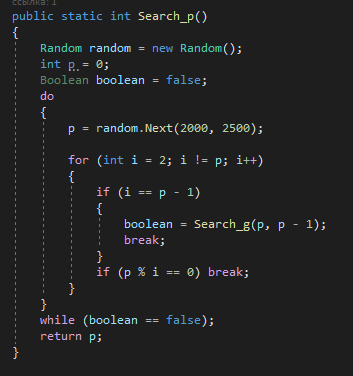 ссылка: 1
public static int Search_p()
{
Random random = new Random();
int p = 0;
Boolean boolean = false;
do
{
p = random.Next(2000, 2500);
for (int i = 2; i != p; i++)
{
if (i == p - 1)
{
boolean = Search_g(p, p - 1);
break;
}
if (p % i == 0) break;
}
}
while (boolean == false);
return p;
}